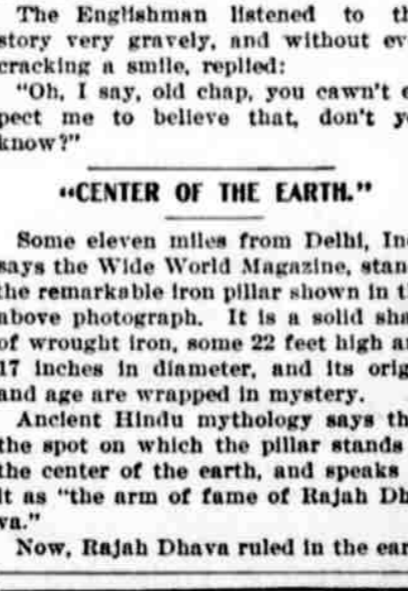 The Englishman listened to th
story very gravely, and without ev
cracking a smile, replied:
"Oh, I say, old chap, you cawn't e
pect me to believe that, don't y
know?"
"CENTER OF THE EARTH."
Some eleven miles from Delhi, Ind
says the Wide World Magazine, stan
the remarkable iron pillar shown in t
above photograph. It is a solid sha
of wrought iron, some 22 feet high a
17 inches in diameter, and its orig
and age are wrapped in mystery.
Ancient Hindu mythology says th
the spot on which the pillar stands
the center of the earth, and speaks
it as "the arm of fame of Rajah Dh
va."
Now, Rajah Dhava ruled in the ear